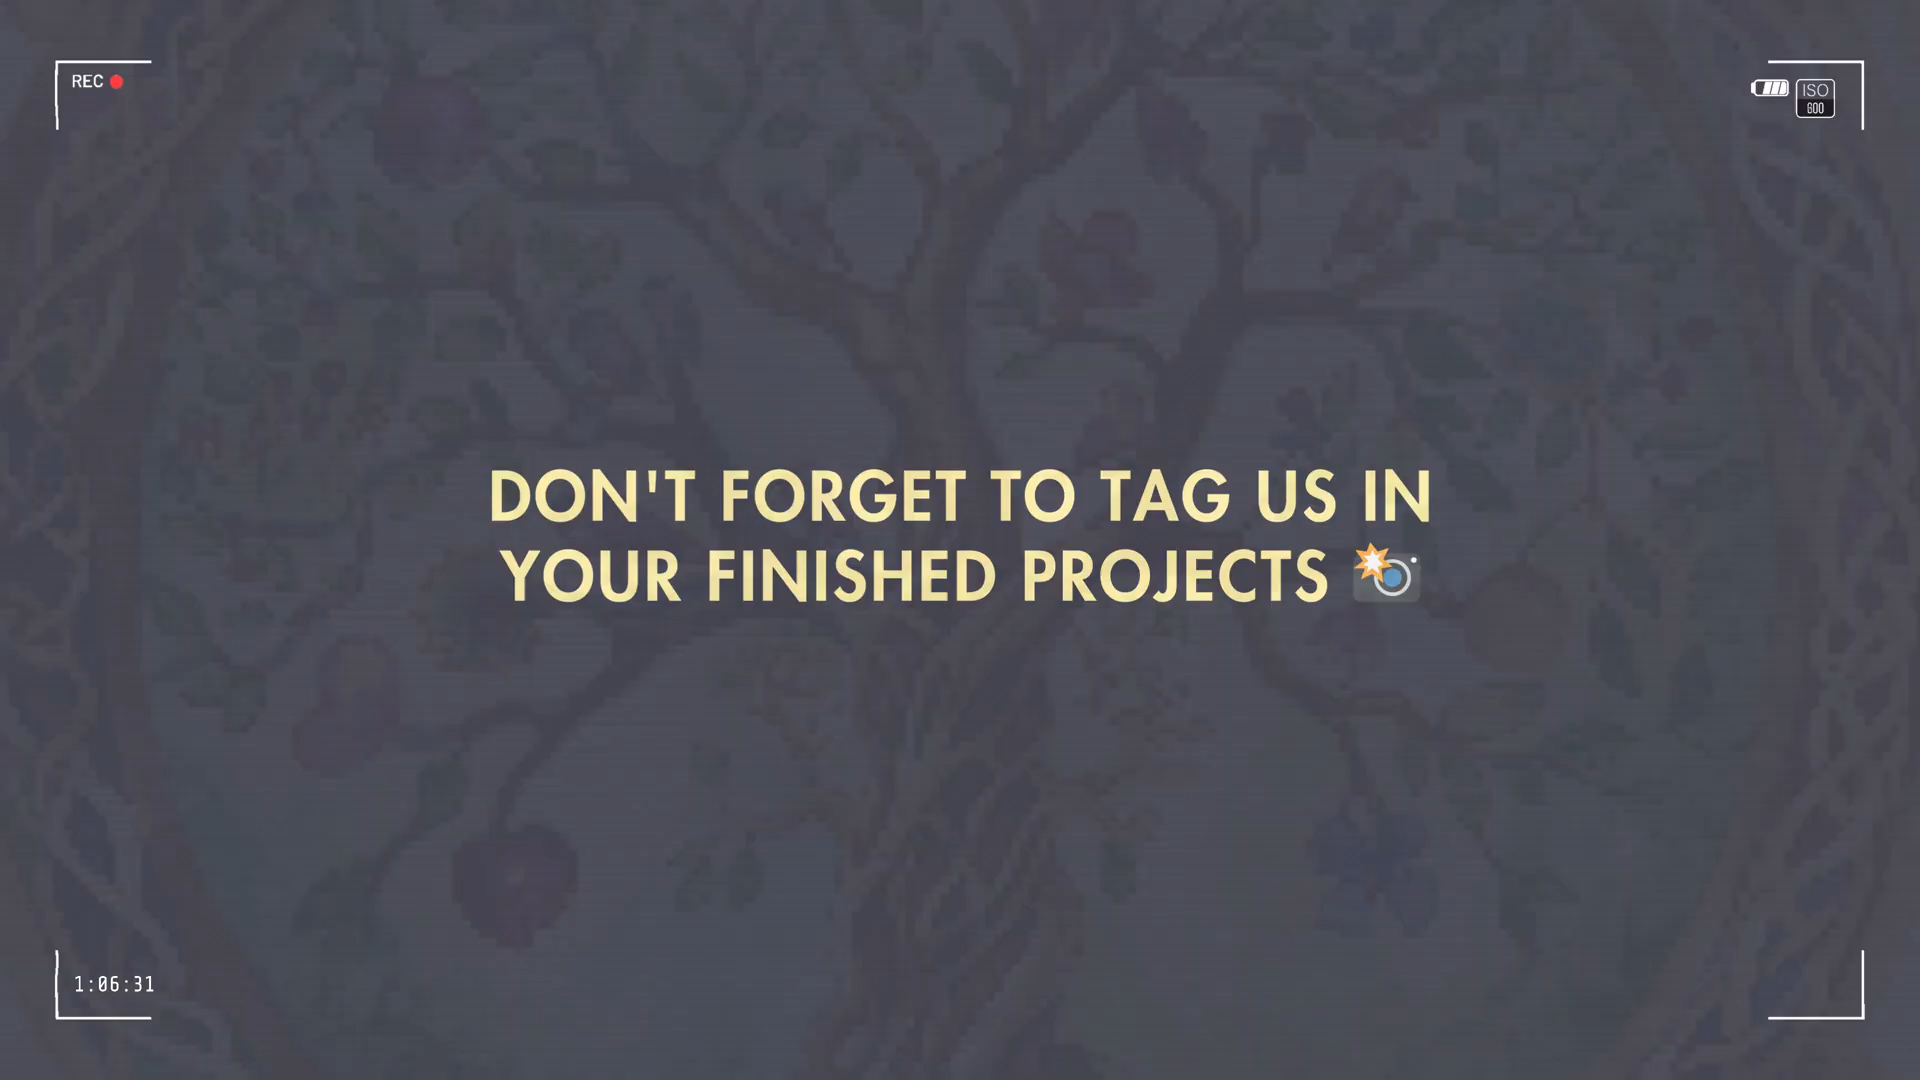 REC
ISO
600
DON'T FORGET TO TAG US IN
YOUR FINISHED PROJECTS
1:06:31